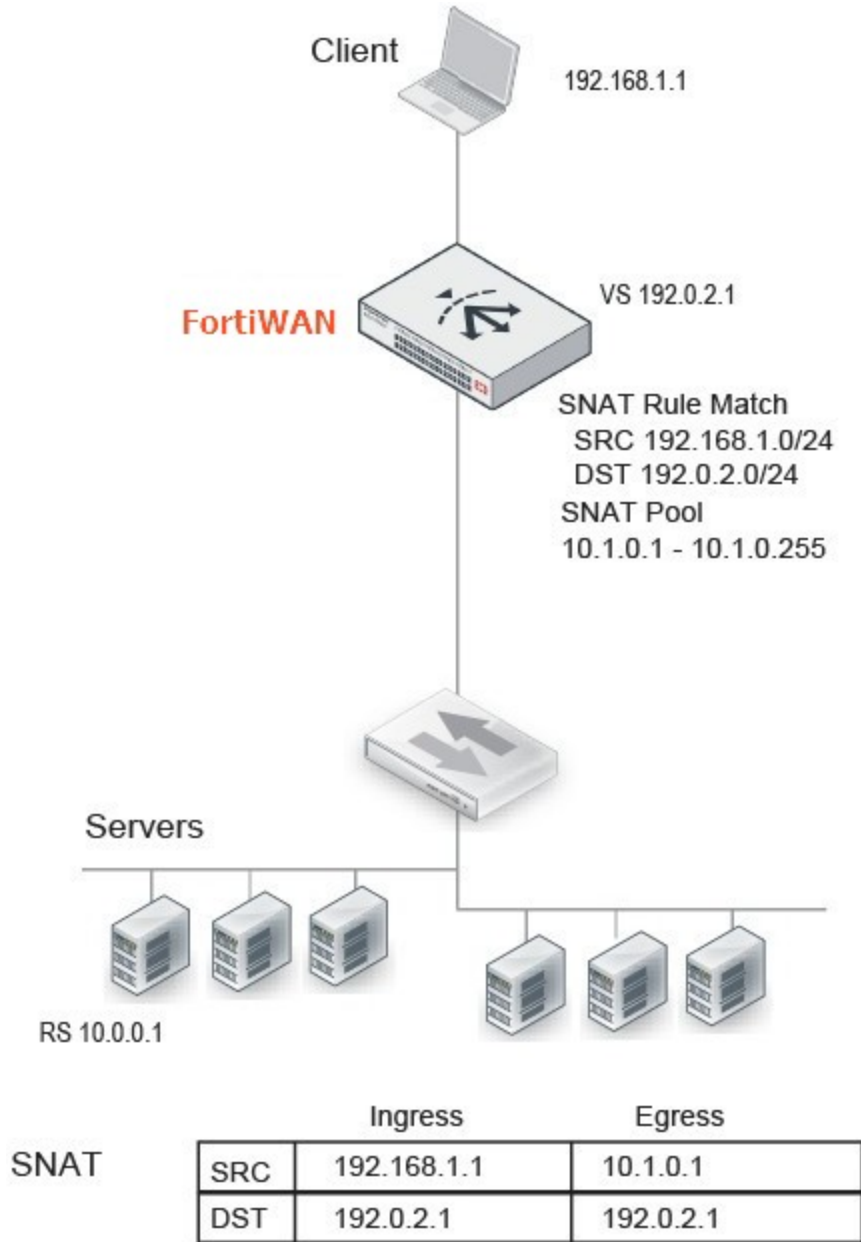 Client
192.168.1.1
FortiWAN
VS 192.0.2.1
SNAT Rule Match
SRC 192.168.1.0/24
DST 192.0.2.0/24
SNAT Pool
10.1.0.1 - 10.1.0.255
Servers
RS 10.0.0.1
Ingress Egress
SNAT SRC 192.168.1.1 10.1.0.1
DST 192.0.2.1 192.0.2.1